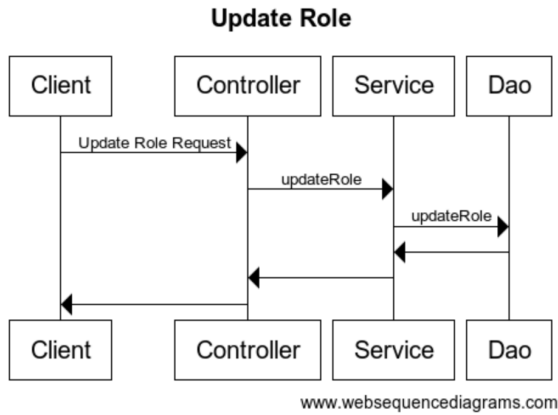 Update Role
Client Controller Service Dao
Update Role Request
updateRole
updateRole
Client Controller Service Dao
www.websequencediagrams.com